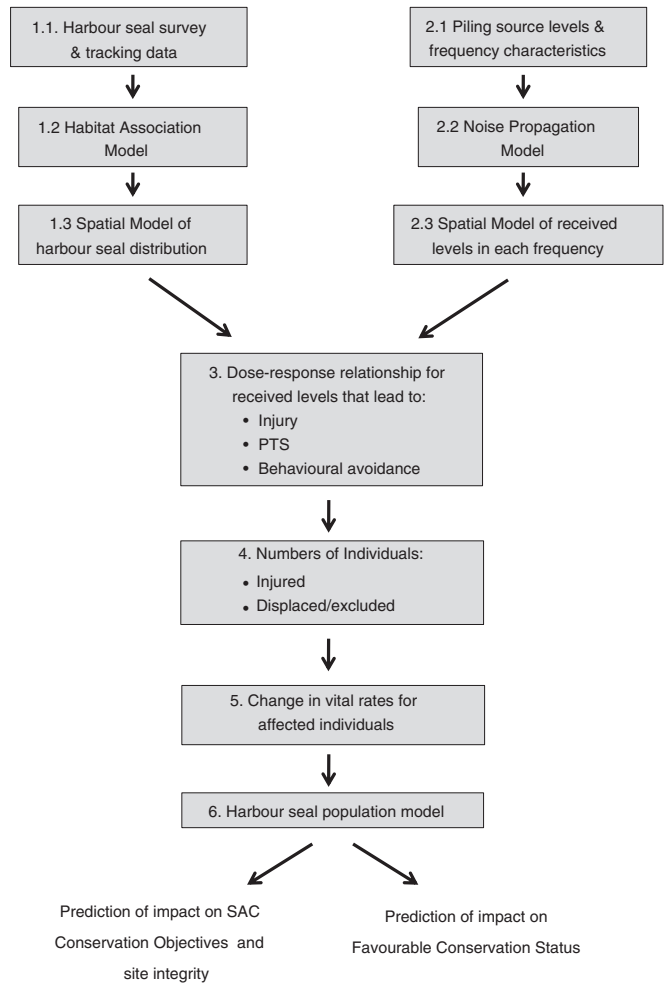 1.1. Harbour seal survey
& tracking data
1.2 Habitat Association
Model
1.3 Spatial Model of
harbour seal distribution
2.1 Piling source levels &
frequency characteristics
2.2 Noise Propagation
Model
2.3 Spatial Model of received
levels in each frequency
3. Dose-response relationship for
received levels that lead to:
• Injury
• PTS
• Behavioural avoidance
4. Numbers of Individuals:
• Injured
• Displaced/excluded
5. Change in vital rates for
affected individuals
6. Harbour seal population model
Prediction of impact on SAC
Conservation Objectives and
site integrity
Prediction of impact on
Favourable Conservation Status